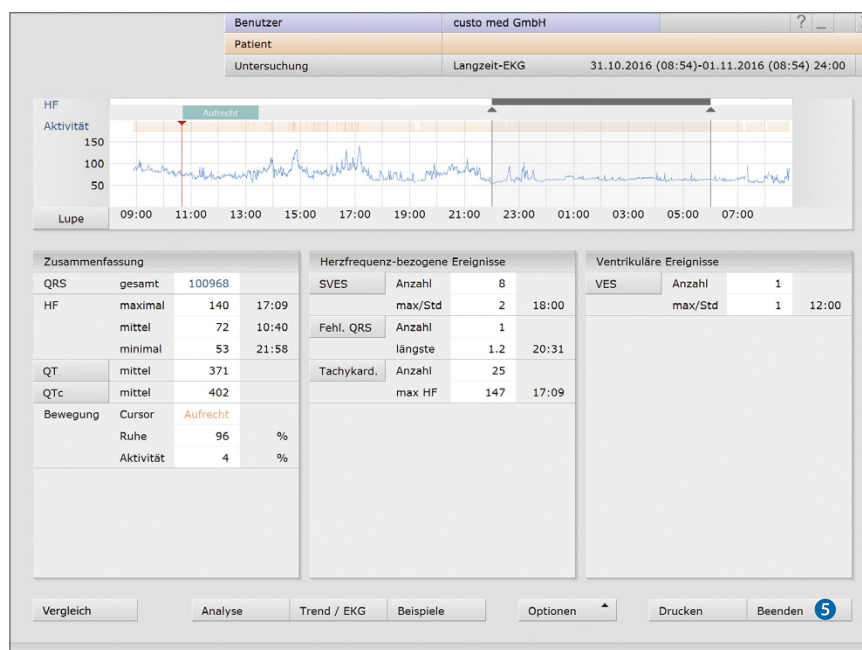 Benutzer custo med GmbH ? _
Patient
Untersuchung Langzeit-EKG 31.10.2016 (08:54)-01.11.2016 (08:54) 24:00
HF
Aufrecht
Aktivität
150
100
50
Lupe 09:00 11:00 13:00 15:00 17:00 19:00 21:00 23:00 01:00 03:00 05:00 07:00
Zusammenfassung Herzfrequenz-bezogene Ereignisse Ventrikuläre Ereignisse
QRS gesamt 100968 SVES Anzahl 8 VES Anzahl 1
HF maximal 140 17:09 max/Std 2 18:00 max/Std 1 12:00
mittel 72 10:40 Fehl. QRS Anzahl 1
minimal 53 21:58 längste 1.2 20:31
QT mittel 371 Tachykard. Anzahl 25
QTc mittel 402 max HF 147 17:09
Bewegung Cursor Aufrecht
Ruhe 96 %
Aktivität 4 %
Vergleich Analyse Trend / EKG Beispiele Optionen Drucken Beenden 5